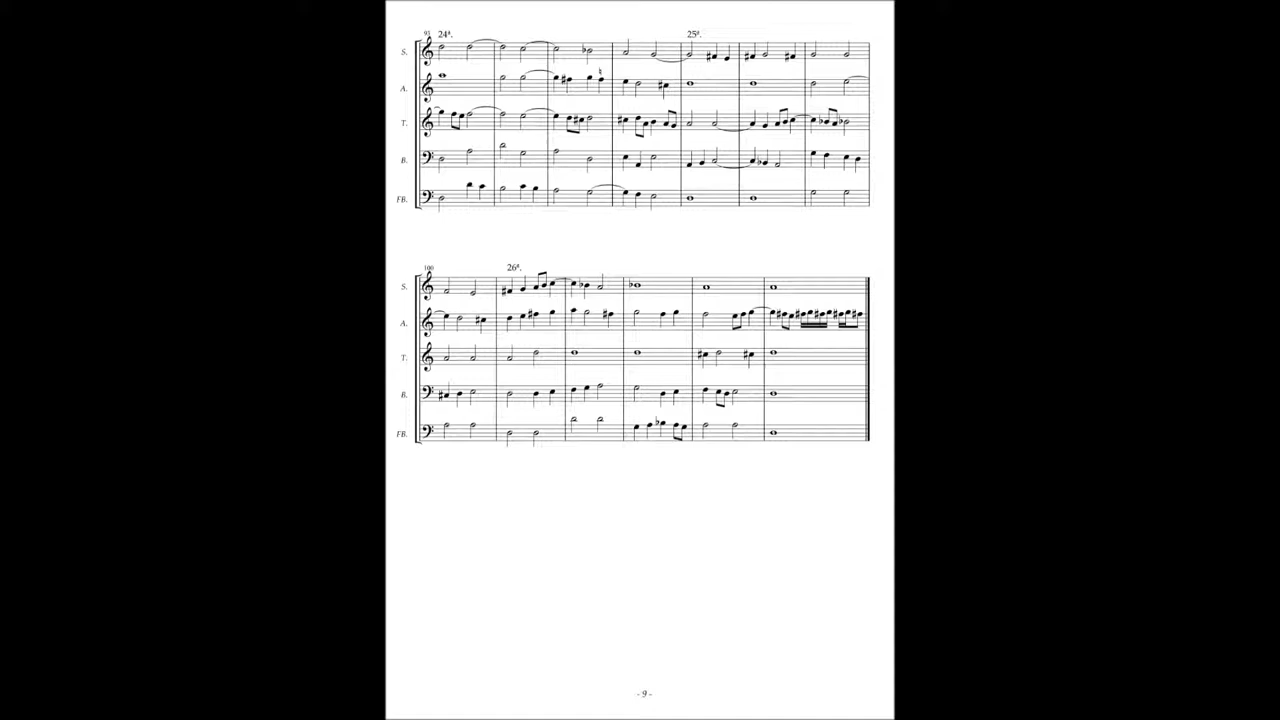 93 24ª. 25ª.
S.
A.
T.
B.
FB.
100 26ª.
S.
A.
T.
B.
FB.
- 9 -